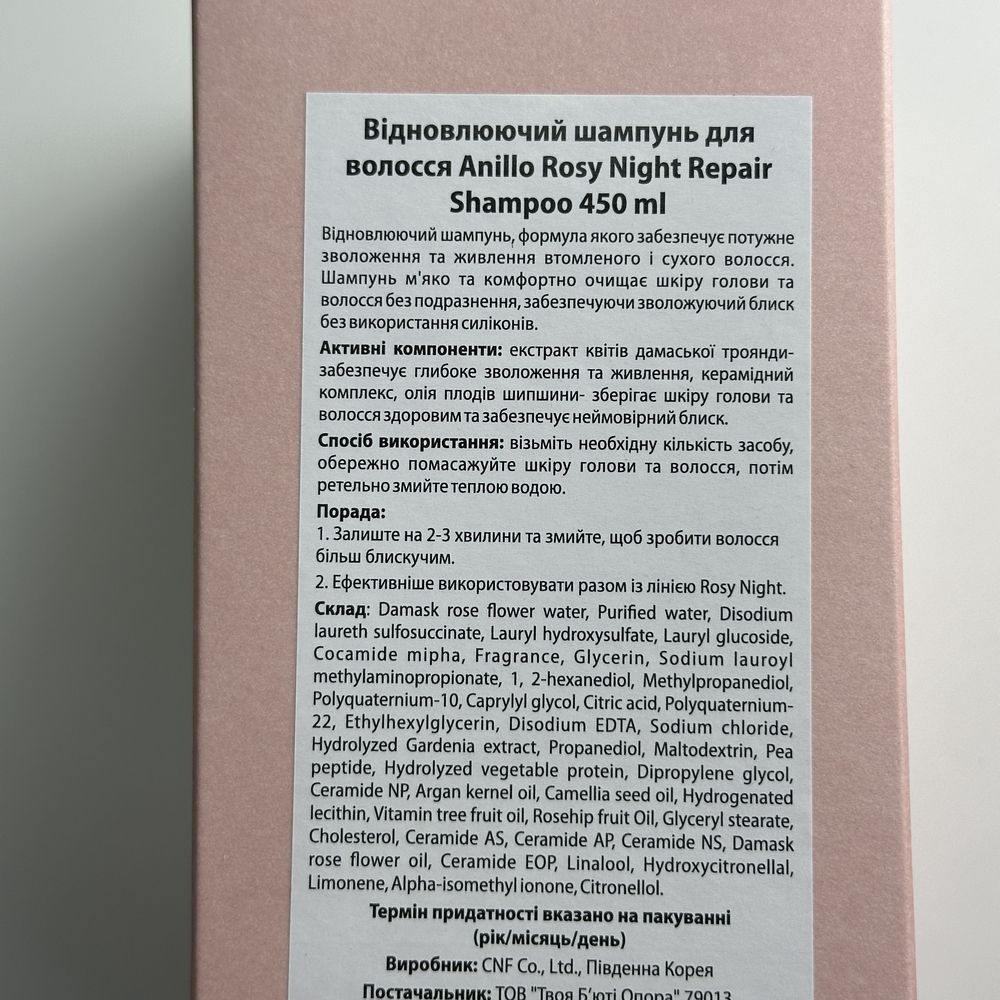 Відновлюючий шампунь для
волосся Anillo Rosy Night Repair
Shampoo 450 ml
Відновлюючий шампунь, формула якого забезпечує потужне
зволоження та живлення втомленого і сухого волосся.
Шампунь м'яко та комфортно очищає шкіру голови та
волосся без подразнення, забезпечуючи зволожуючий блиск
без використання силіконів.
Активні компоненти: екстракт квітів дамаської троянди-
забезпечує глибоке зволоження та живлення, керамідний
комплекс, олія плодів шипшини- зберігає шкіру голови та
волосся здоровим та забезпечує неймовірний блиск.
Спосіб використання: візьміть необхідну кількість засобу,
обережно помасажуйте шкіру голови та волосся, потім
ретельно змийте теплою водою.
Порада:
1. Залиште на 2-3 хвилини та змийте, щоб зробити волосся
більш блискучим.
2. Ефективніше використовувати разом із лінією Rosy Night.
Склад: Damask rose flower water, Purified water, Disodium
laureth sulfosuccinate, Lauryl hydroxysulfate, Lauryl glucoside,
Cocamide mipha, Fragrance, Glycerin, Sodium lauroyl
methylaminopropionate, 1, 2-hexanediol, Methylpropanediol,
Polyquaternium-10, Caprylyl glycol, Citric acid, Polyquaternium-
22, Ethylhexylglycerin, Disodium EDTA, Sodium chloride,
Hydrolyzed Gardenia extract, Propanediol, Maltodextrin, Pea
peptide, Hydrolyzed vegetable protein, Dipropylene glycol,
Ceramide NP, Argan kernel oil, Camellia seed oil, Hydrogenated
lecithin, Vitamin tree fruit oil, Rosehip fruit Oil, Glyceryl stearate,
Cholesterol, Ceramide AS, Ceramide AP, Ceramide NS, Damask
rose flower oil, Ceramide EOP, Linalool, Hydroxycitronellal,
Limonene, Alpha-isomethyl ionone, Citronellol.
Термін придатності вказано на пакуванні
(рік/місяць/день)
Виробник: CNF Co., Ltd., Південна Корея
Постачальник: ТОВ "Твоя Б'юті Опора" 79013,